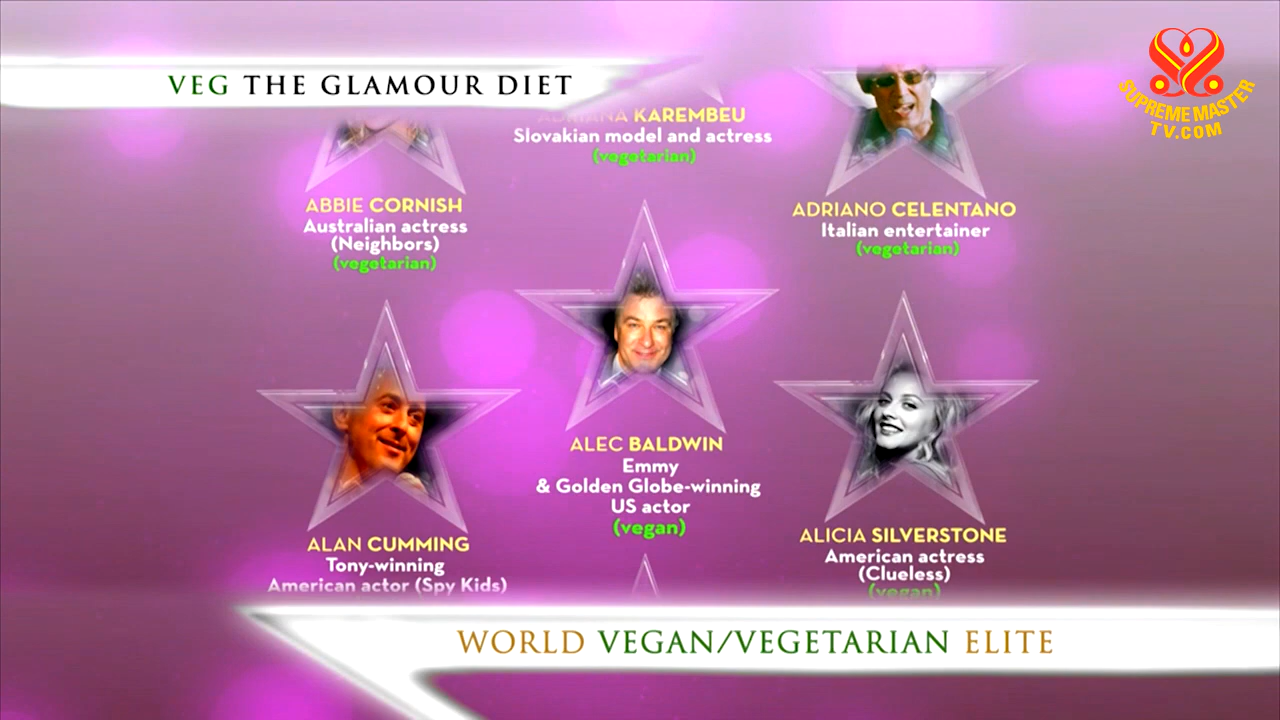 VEG THE GLAMOUR DIET
SUPREME MASTER
TV.COM
ADRIANA KAREMBEU
Slovakian model and actress
(vegetarian)
ABBIE CORNISH
Australian actress
(Neighbors)
(vegetarian)
ADRIANO CELENTANO
Italian entertainer
(vegetarian)
ALEC BALDWIN
Emmy
& Golden Globe-winning
US actor
(vegan)
ALAN CUMMING
Tony-winning
American actor (Spy Kids)
ALICIA SILVERSTONE
American actress
(Clueless)
(vegan)
WORLD VEGAN/VEGETARIAN ELITE